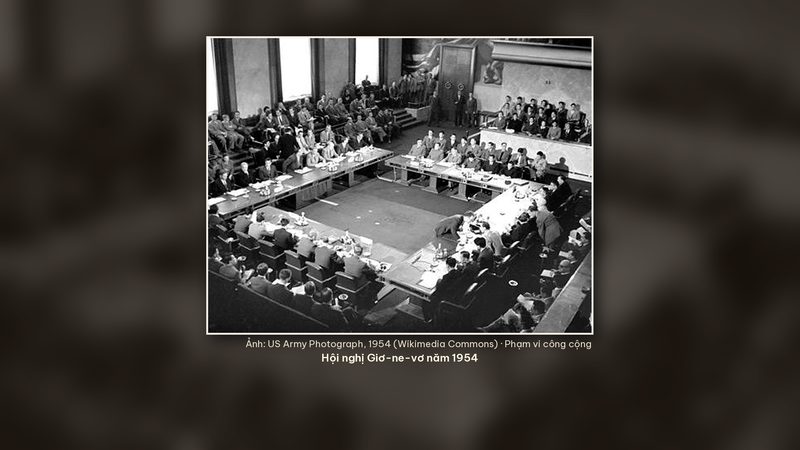 Ảnh: US Army Photograph, 1954 (Wikimedia Commons) · Phạm vi công cộng
Hội nghị Giơ-ne-vơ năm 1954